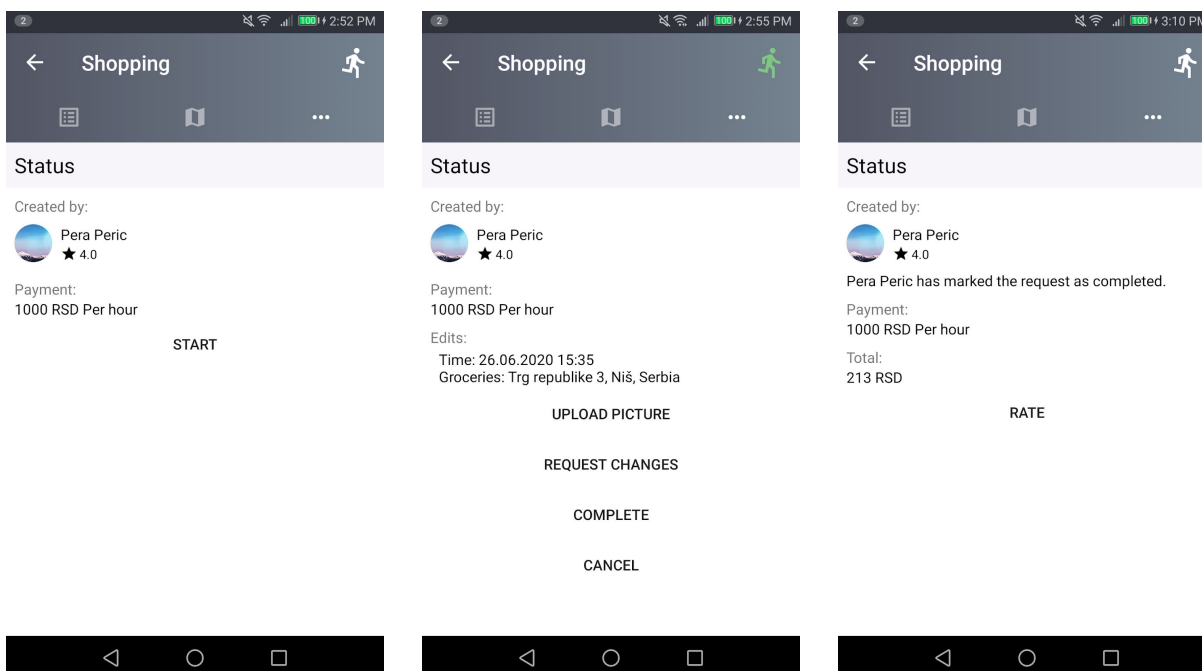 2
100 2:52 PM
Shopping
Status
Created by:
Pera Peric
4.0
Payment:
1000 RSD Per hour
START
2
100 2:55 PM
Shopping
Status
Created by:
Pera Peric
4.0
Payment:
1000 RSD Per hour
Edits:
Time: 26.06.2020 15:35
Groceries: Trg republike 3, Niš, Serbia
UPLOAD PICTURE
REQUEST CHANGES
COMPLETE
CANCEL
2
100 3:10 PM
Shopping
Status
Created by:
Pera Peric
4.0
Pera Peric has marked the request as completed.
Payment:
1000 RSD Per hour
Total:
213 RSD
RATE